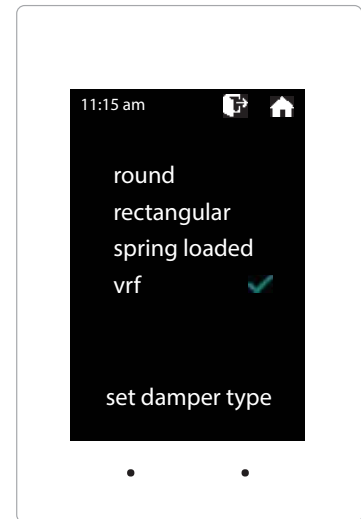 11:15 am
round
rectangular
spring loaded
vrf
set damper type